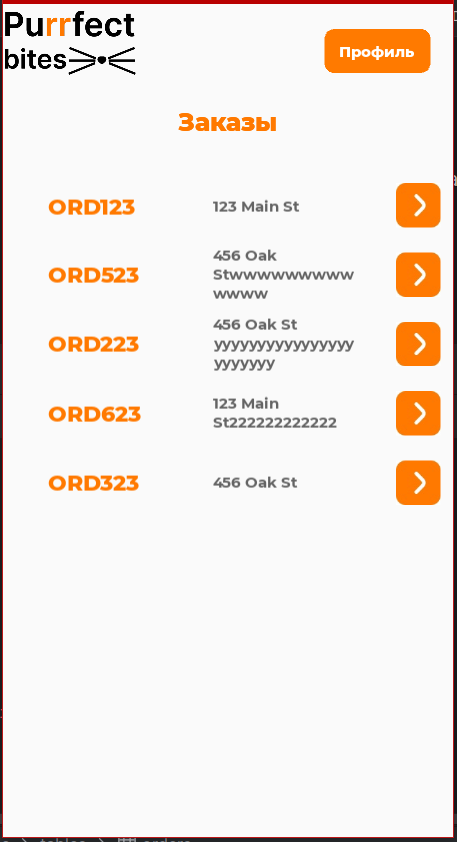 Purrfect
bites
Профиль
Заказы
ORD123
123 Main St
ORD523
456 Oak
Stwwwwwwwwww
wwww
ORD223
456 Oak St
yyyyyyyyyyyyyyyy
yyyyyyy
ORD623
123 Main
St222222222222
ORD323
456 Oak St